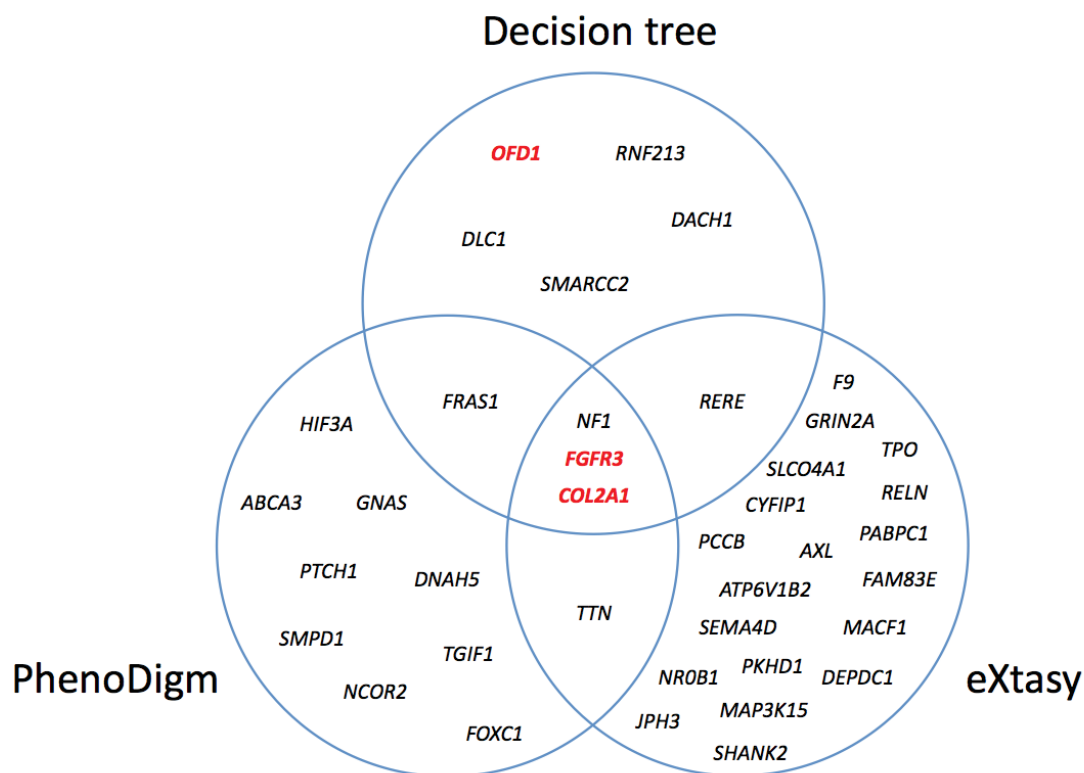 Decision tree
OFD1 RNF213
DACH1
DLC1
SMARCC2
F9
FRAS1 RERE
NF1 GRIN2A
HIF3A
TPO
FGFR3 SLCO4A1
COL2A1 RELN
ABCA3 GNAS CYFIP1
PABPC1
PCCB AXL
PTCH1 DNAH5 FAM83E
ATP6V1B2
TTN
SEMA4D MACF1
SMPD1
TGIF1
PKHD1
PhenoDigm NR0B1 DEPDC1 eXtasy
NCOR2
MAP3K15
JPH3
FOXC1
SHANK2